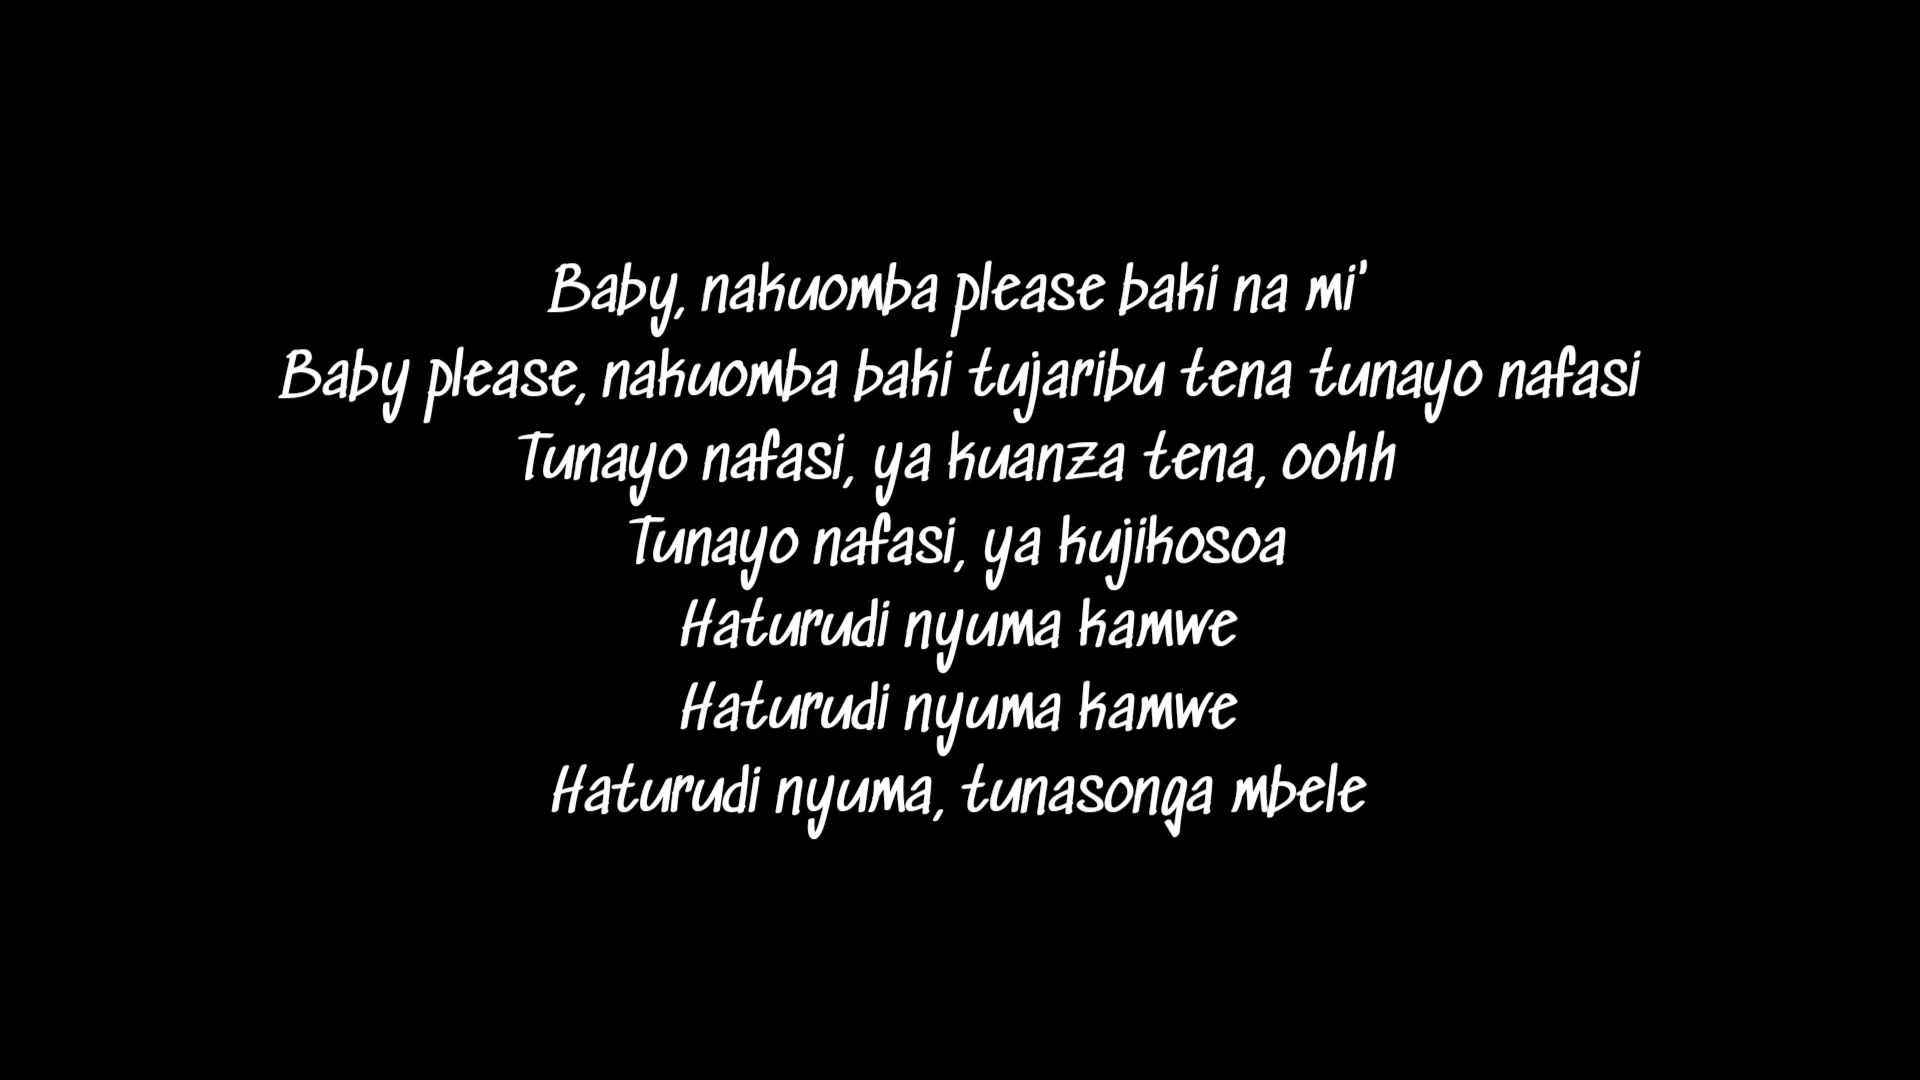 Baby, nakuomba please baki na mi'
Baby please, nakuomba baki tujaribu tena tunayo nafasi
Tunayo nafasi, ya kuanza tena, oohh
Tunayo nafasi, ya kujikosoa
Haturudi nyuma kamwe
Haturudi nyuma kamwe
Haturudi nyuma, tunasonga mbele